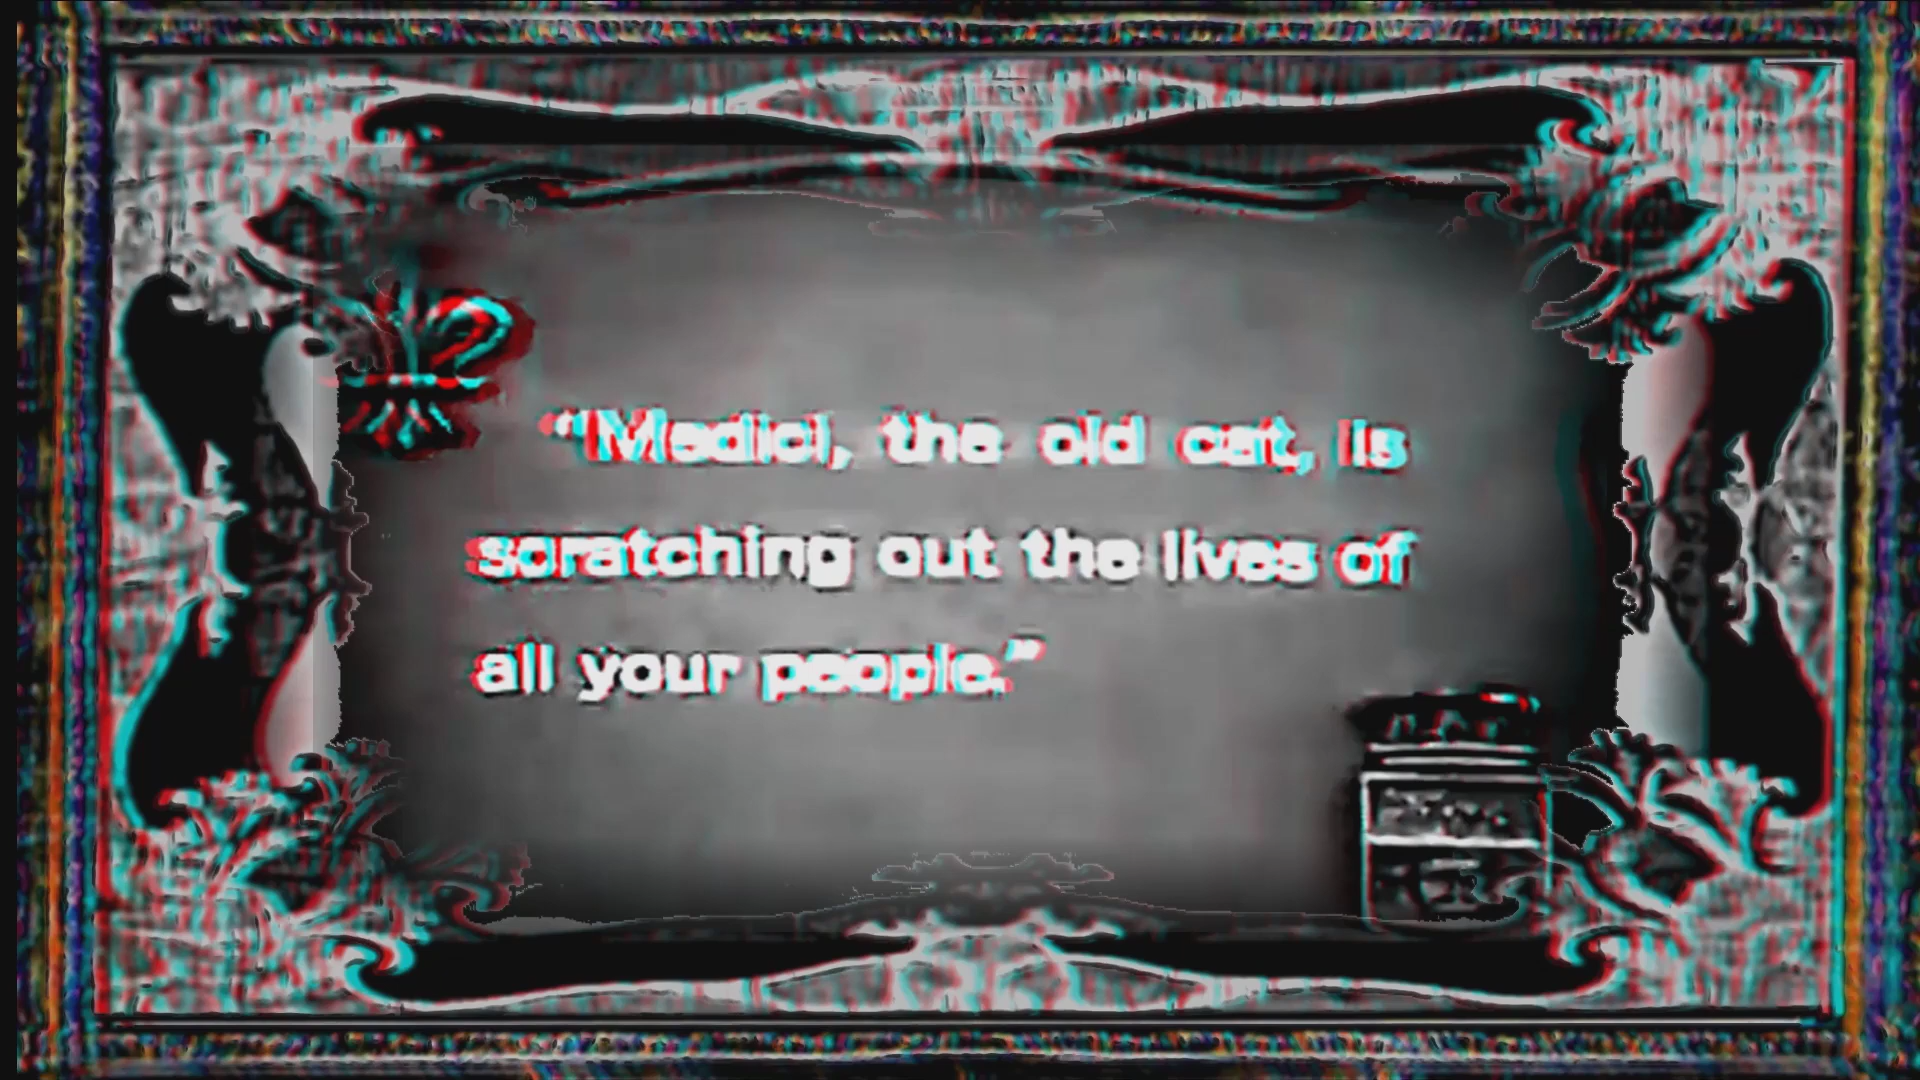 “Medici, the old cat, is
scratching out the lives of
all your people.”